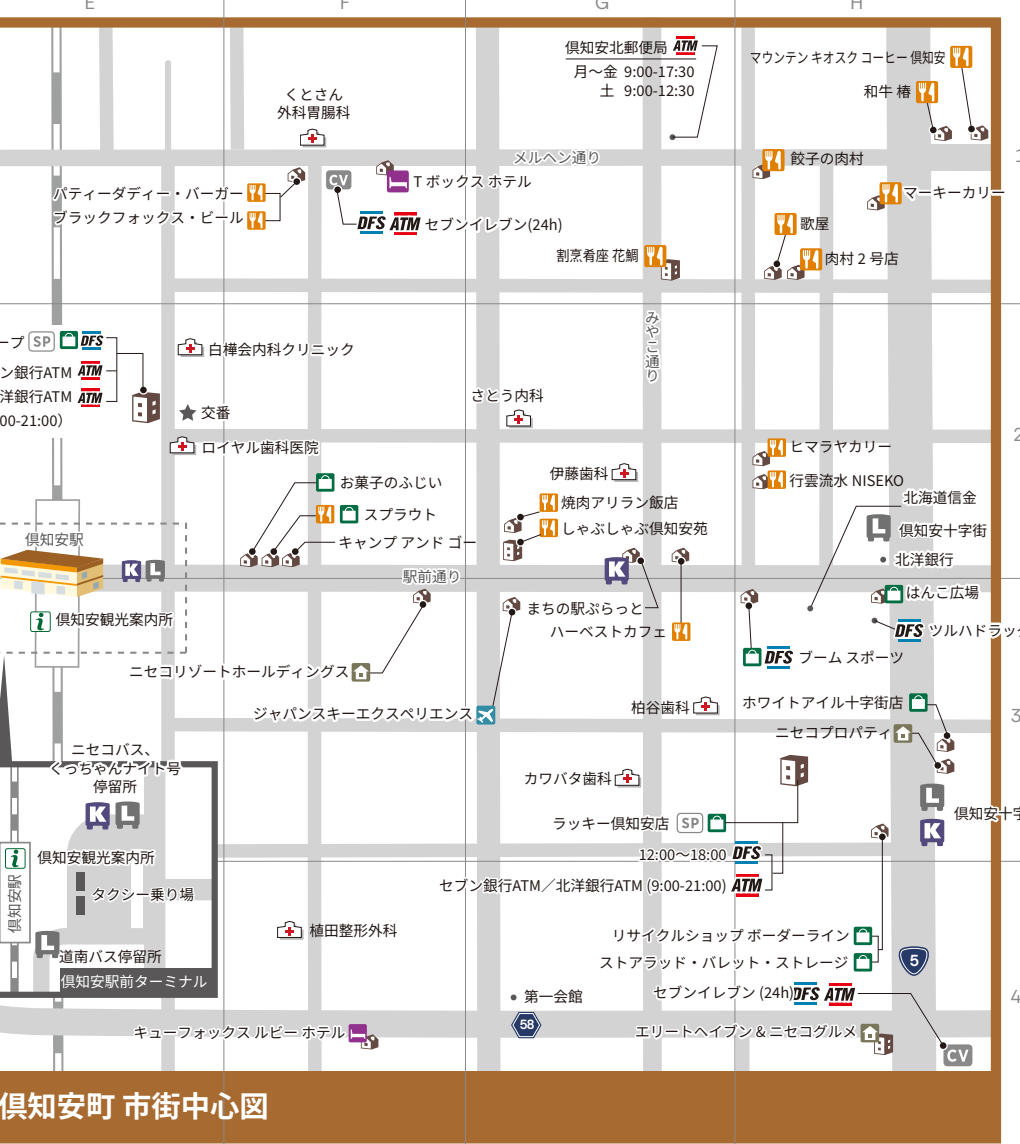 E
F
G
H
倶知安北郵便局 ATM
月〜金 9:00-17:30
土 9:00-12:30
マウンテン キオスク コーヒー 倶知安
和牛 椿
くとさん
外科胃腸科
1
メルヘン通り
餃子の肉村
マーキーカリー
パティーダディー・バーガー
ブラックフォックス・ビール
CV
T ボックス ホテル
DFS ATM セブンイレブン(24h)
歌屋
肉村 2 号店
割烹肴座 花鯛
みやこ通り
ープ SP DFS
ン銀行ATM ATM
洋銀行ATM ATM
00-21:00)
白樺会内科クリニック
交番
ロイヤル歯科医院
さとう内科
2
ヒマラヤカリー
行雲流水 NISEKO
伊藤歯科
お菓子のふじい
スプラウト
キャンプ アンド ゴー
焼肉アリラン飯店
しゃぶしゃぶ倶知安苑
北海道信金
L 倶知安十字街
北洋銀行
倶知安駅
K L
駅前通り
K
倶知安観光案内所
まちの駅ぷらっと
ハーベストカフェ
はんこ広場
DFS ツルハドラッグ
DFS ブーム スポーツ
ニセコリゾートホールディングス
ジャパンスキーエクスペリエンス
柏谷歯科
ホワイトアイル十字街店
ニセコプロパティ
3
ニセコバス、
くっちゃんナイト号
停留所
K L
カワバタ歯科
L
K
倶知安十字
ラッキー倶知安店 SP
12:00〜18:00 DFS
セブン銀行ATM／北洋銀行ATM (9:00-21:00) ATM
倶知安観光案内所
倶知安駅
タクシー乗り場
L
道南バス停留所
倶知安駅前ターミナル
植田整形外科
リサイクルショップ ボーダーライン
ストアラッド・バレット・ストレージ
5
セブンイレブン (24h) DFS ATM
第一会館
58
4
キューフォックス ルビー ホテル
エリートヘイブン & ニセコグルメ
CV
倶知安町 市街中心図